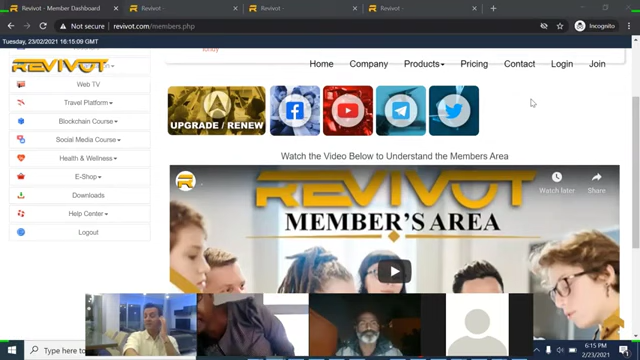 Revivot - Member Dashboard
Revivot -
Revivot -
Revivot -
Not secure
revivot.com/members.php
Incognito
Tuesday, 23/02/2021 16:15:09 GMT
REVIVOT
Home
Company
Products
Pricing
Contact
Login
Join
Web TV
Travel Platform
Blockchain Course
Social Media Course
Health & Wellness
E-Shop
Downloads
Help Center
Logout
UPGRADE / RENEW
Watch the Video Below to Understand the Members Area
Watch later
Share
REVIVOT
MEMBER'S AREA
Type here to
6:15 PM
2/23/2021